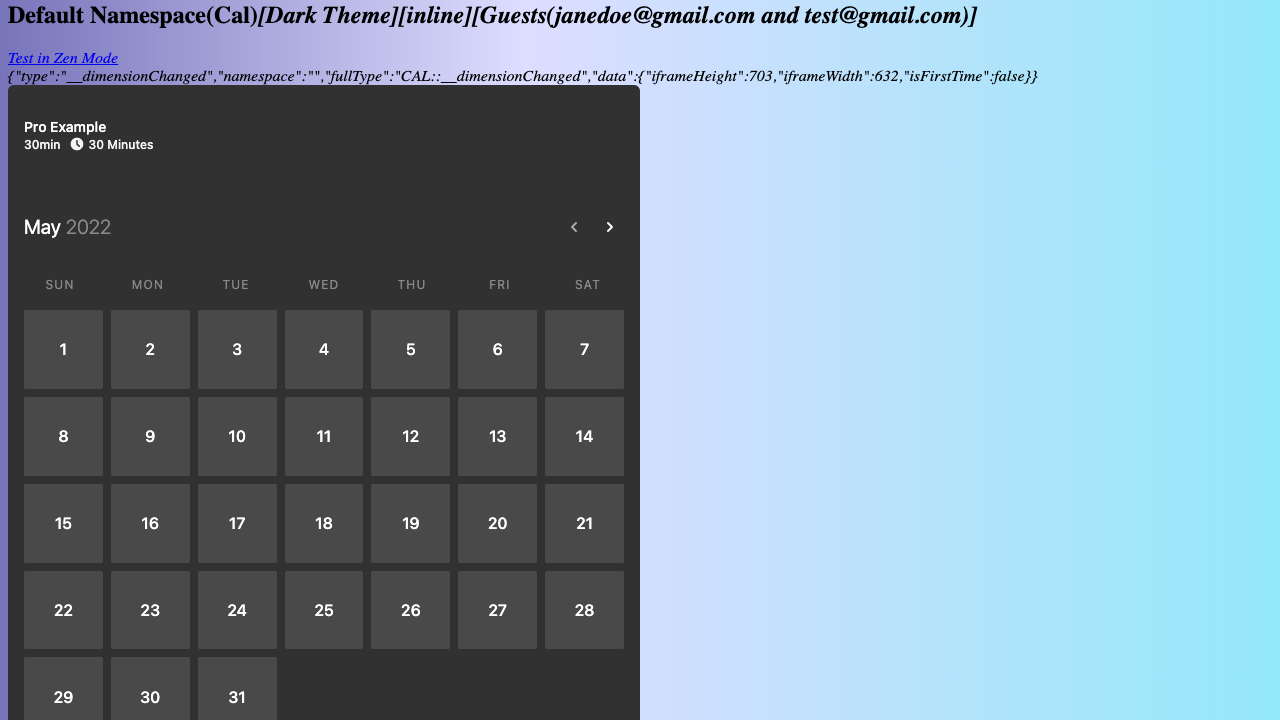 Default Namespace(Cal)[Dark Theme][inline][Guests(janedoe@gmail.com and test@gmail.com)]
Test in Zen Mode
{"type":"__dimensionChanged","namespace":"","fullType":"CAL::__dimensionChanged","data":{"iframeHeight":703,"iframeWidth":632,"isFirstTime":false}}
Pro Example
30min 30 Minutes
May 2022
SUN MON TUE WED THU FRI SAT
1 2 3 4 5 6 7
8 9 10 11 12 13 14
15 16 17 18 19 20 21
22 23 24 25 26 27 28
29 30 31